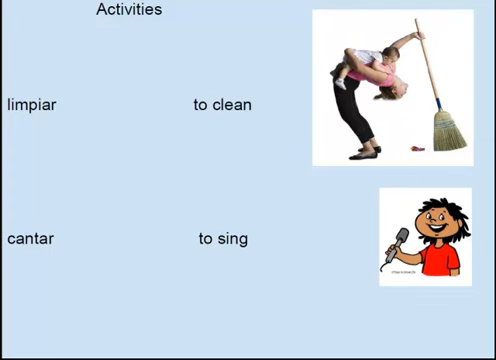 Activities
limpiar to clean
cantar to sing